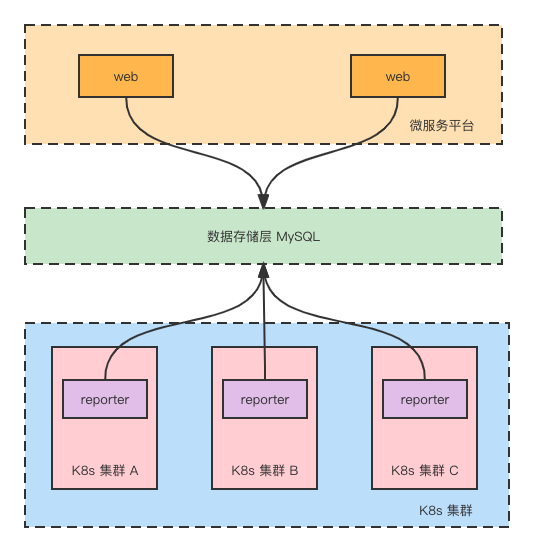 web
web
微服务平台
数据存储层 MySQL
reporter
reporter
reporter
K8s 集群 A
K8s 集群 B
K8s 集群 C
K8s 集群